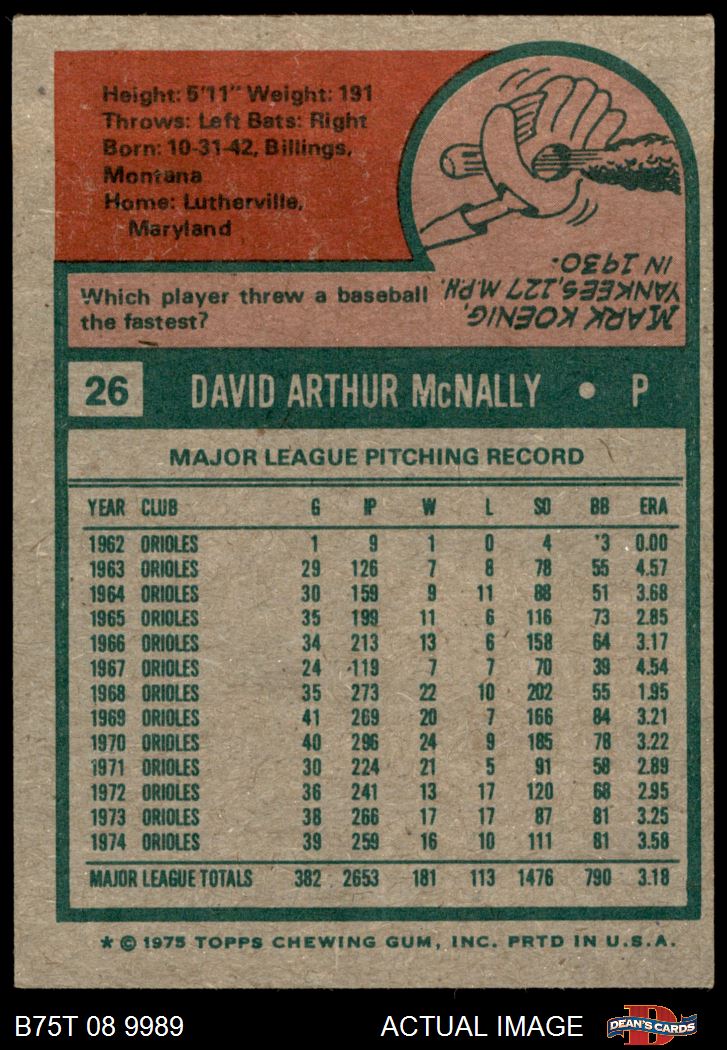 Height: 5'11" Weight: 191
Throws: Left Bats: Right
Born: 10-31-42, Billings,
Montana
Home: Lutherville,
Maryland
Which player threw a baseball
the fastest?
MARK KOENIG,
YANKEES, 127 M.P.H.
IN 1930.
26 DAVID ARTHUR McNALLY • P
MAJOR LEAGUE PITCHING RECORD
YEAR CLUB G IP W L SO BB ERA
1962 ORIOLES 1 9 1 0 4 3 0.00
1963 ORIOLES 29 126 7 8 78 55 4.57
1964 ORIOLES 30 159 9 11 88 51 3.68
1965 ORIOLES 35 199 11 6 116 73 2.85
1966 ORIOLES 34 213 13 6 158 64 3.17
1967 ORIOLES 24 119 7 7 70 39 4.54
1968 ORIOLES 35 273 22 10 202 55 1.95
1969 ORIOLES 41 269 20 7 166 84 3.21
1970 ORIOLES 40 296 24 9 185 78 3.22
1971 ORIOLES 30 224 21 5 91 58 2.89
1972 ORIOLES 36 241 13 17 120 68 2.95
1973 ORIOLES 38 266 17 17 87 81 3.25
1974 ORIOLES 39 259 16 10 111 81 3.58
MAJOR LEAGUE TOTALS 382 2653 181 113 1476 790 3.18
* © 1975 TOPPS CHEWING GUM, INC. PRTD IN U.S.A.
B75T 08 9989 ACTUAL IMAGE DEAN'S CARDS